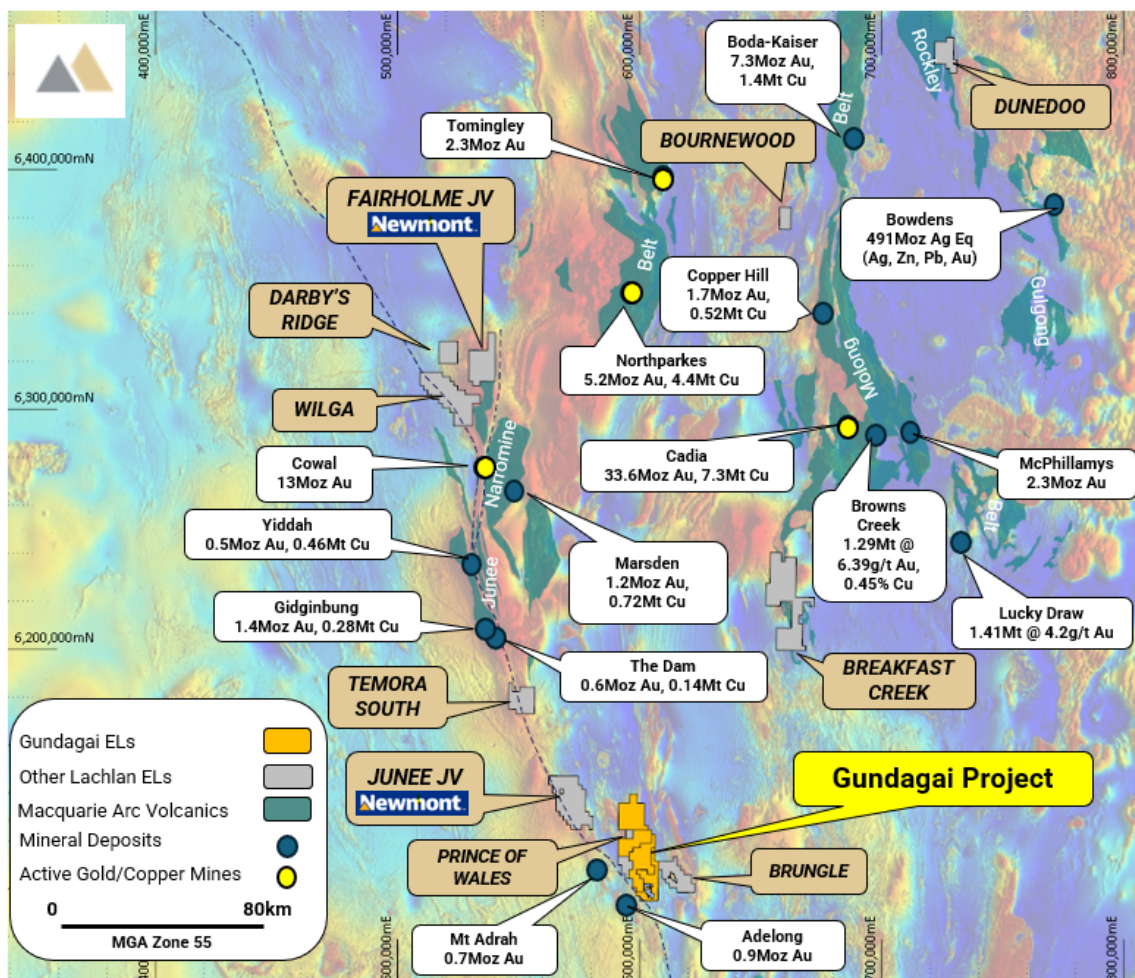 400,000mE
500,000mE
600,000mE
700,000mE
800,000mE
Boda-Kaiser
7.3Moz Au,
1.4Mt Cu
Belt
Rockley
DUNEDOO
Tomingley
2.3Moz Au
BOURNEWOOD
6,400,000mN
FAIRHOLME JV
Newmont
Bowdens
491Moz Ag Eq
(Ag, Zn, Pb, Au)
Belt
Copper Hill
1.7Moz Au,
0.52Mt Cu
Gulgong
DARBY'S
RIDGE
Northparkes
5.2Moz Au, 4.4Mt Cu
Molong
6,300,000mN
WILGA
Narromine
Cowal
13Moz Au
Cadia
33.6Moz Au, 7.3Mt Cu
McPhillamys
2.3Moz Au
Belt
Browns
Creek
1.29Mt @
6.39g/t Au,
0.45% Cu
Yiddah
0.5Moz Au, 0.46Mt Cu
Marsden
1.2Moz Au,
0.72Mt Cu
Junee
Gidginbung
1.4Moz Au, 0.28Mt Cu
Lucky Draw
1.41Mt @ 4.2g/t Au
6,200,000mN
The Dam
0.6Moz Au, 0.14Mt Cu
BREAKFAST
CREEK
TEMORA
SOUTH
Gundagai ELs
Other Lachlan ELs
Macquarie Arc Volcanics
Mineral Deposits
Active Gold/Copper Mines
0 80km
MGA Zone 55
JUNEE JV
Newmont
Gundagai Project
PRINCE OF
WALES
BRUNGLE
Mt Adrah
0.7Moz Au
Adelong
0.9Moz Au
700,000mE